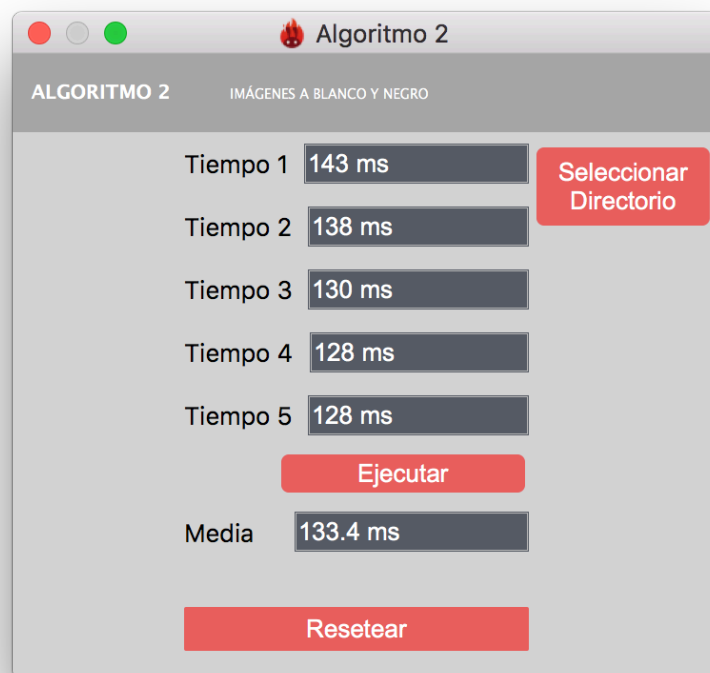 Algoritmo 2
ALGORITMO 2 IMÁGENES A BLANCO Y NEGRO
Tiempo 1 143 ms
Seleccionar
Directorio
Tiempo 2 138 ms
Tiempo 3 130 ms
Tiempo 4 128 ms
Tiempo 5 128 ms
Ejecutar
Media 133.4 ms
Resetear